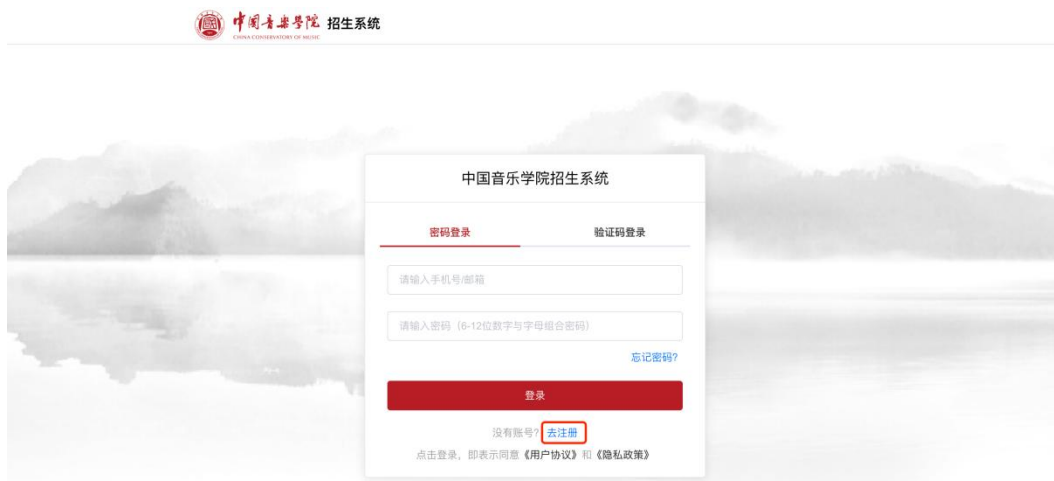 中国音乐学院 招生系统
CHINA CONSERVATORY OF MUSIC
中国音乐学院招生系统
密码登录 验证码登录
请输入手机号/邮箱
请输入密码（6-12位数字与字母组合密码）
忘记密码?
登录
没有账号? 去注册
点击登录，即表示同意《用户协议》和《隐私政策》